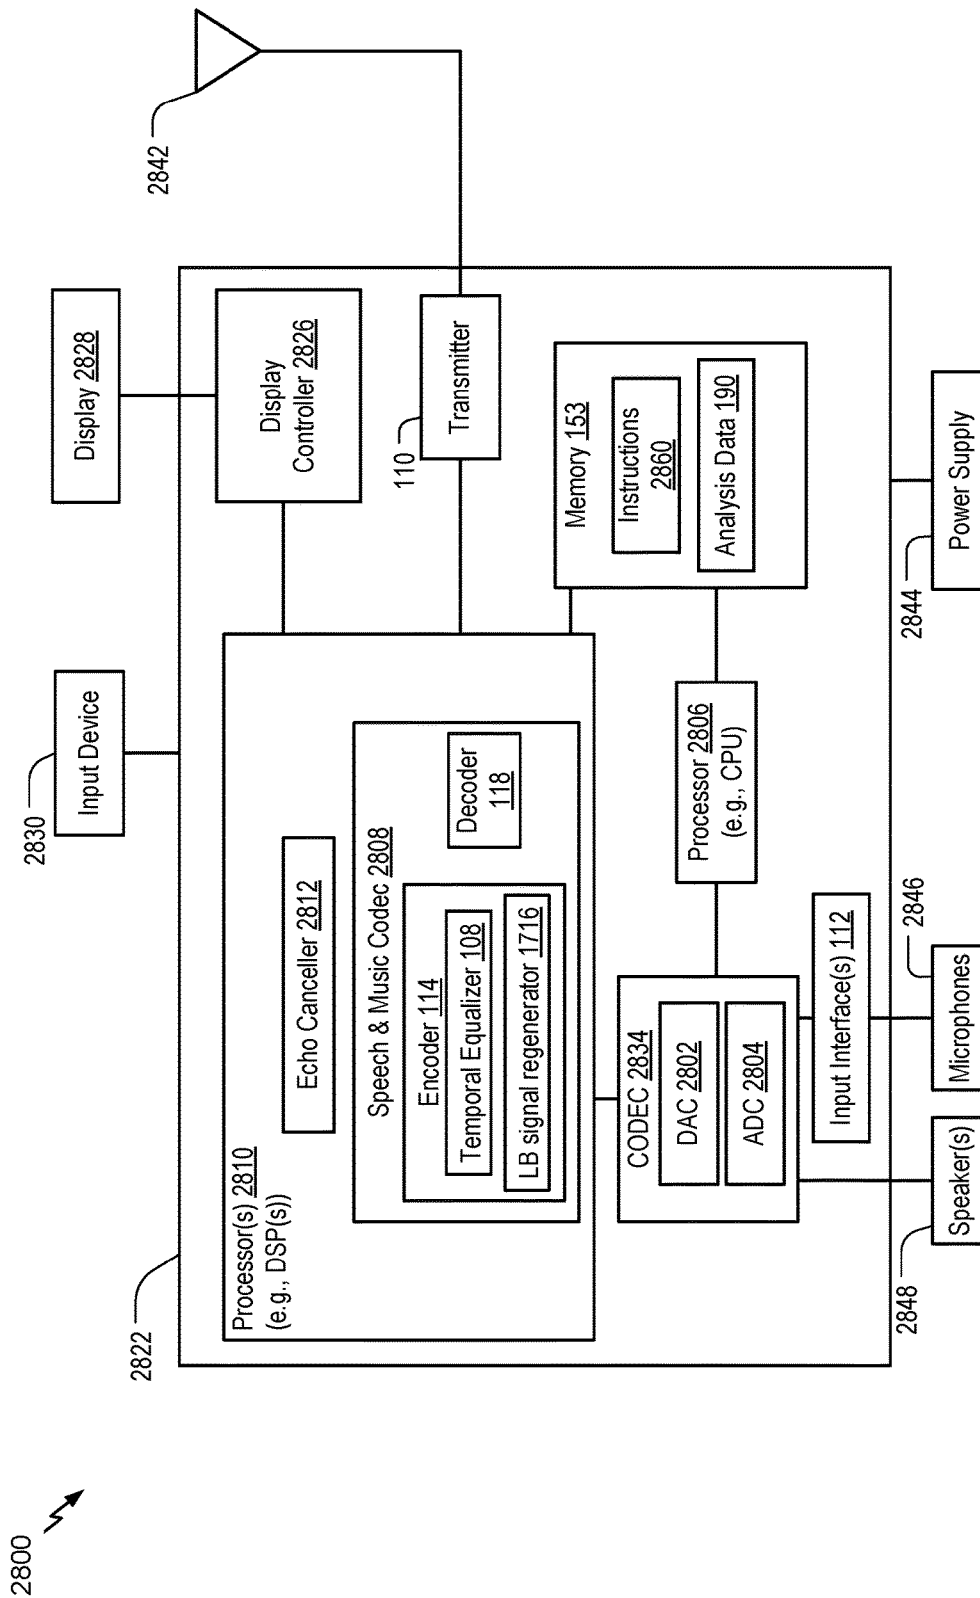 2800
2822
2830
Input Device
Display 2828
2842
Processor(s) 2810
(e.g., DSP(s))
Echo Canceller 2812
Speech & Music Codec 2808
Encoder 114
Temporal Equalizer 108
LB signal regenerator 1716
Decoder
118
Display
Controller 2826
110
Transmitter
CODEC 2834
DAC 2802
ADC 2804
Processor 2806
(e.g., CPU)
Memory 153
Instructions
2860
Analysis Data 190
Input Interface(s) 112
2848
Speaker(s)
2846
Microphones
2844
Power Supply